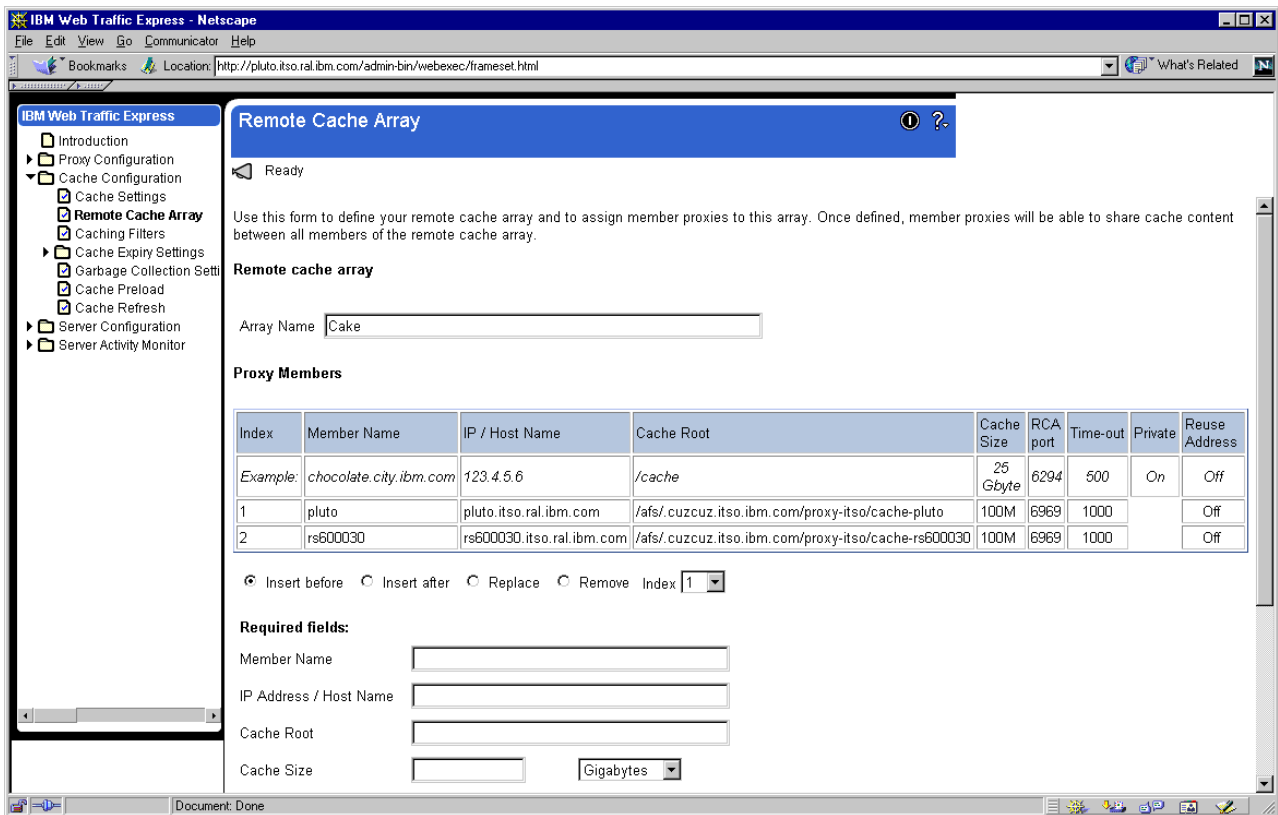 IBM Web Traffic Express - Netscape
File Edit View Go Communicator Help
Bookmarks Location: http://pluto.itso.ral.ibm.com/admin-bin/webexec/frameset.html What's Related N
IBM Web Traffic Express
Introduction
Proxy Configuration
Cache Configuration
Cache Settings
Remote Cache Array
Caching Filters
Cache Expiry Settings
Garbage Collection Setti
Cache Preload
Cache Refresh
Server Configuration
Server Activity Monitor
Remote Cache Array ?
Ready
Use this form to define your remote cache array and to assign member proxies to this array. Once defined, member proxies will be able to share cache content
between all members of the remote cache array.
Remote cache array
Array Name Cake
Proxy Members
Index Member Name IP / Host Name Cache Root Cache Size RCA port Time-out Private Reuse Address
Example: chocolate.city.ibm.com 123.4.5.6 /cache 25 Gbyte 6294 500 On Off
1 pluto pluto.itso.ral.ibm.com /afs/.cuzcuz.itso.ibm.com/proxy-itso/cache-pluto 100M 6969 1000 Off
2 rs600030 rs600030.itso.ral.ibm.com /afs/.cuzcuz.itso.ibm.com/proxy-itso/cache-rs600030 100M 6969 1000 Off
Insert before Insert after Replace Remove Index 1
Required fields:
Member Name
IP Address / Host Name
Cache Root
Cache Size Gigabytes
Document: Done